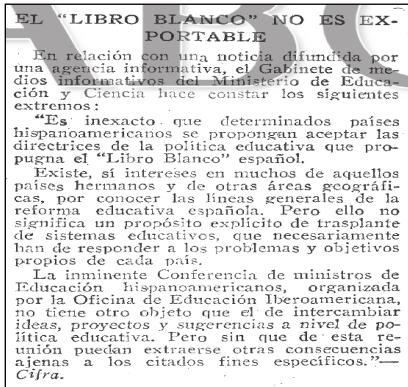 EL "LIBRO BLANCO" NO ES EX-
PORTABLE
En relación con una noticia difundida por
una agencia informativa, el Gabinete de me-
dios informativos del Ministerio de Educa-
ción y Ciencia hace constar los siguientes
extremos:
"Es inexacto que determinados países
hispanoamericanos se propongan aceptar las
directrices de la política educativa que pro-
pugna el "Libro Blanco" español.
Existe, sí intereses en muchos de aquellos
países hermanos y de otras áreas geográfi-
cas, por conocer las líneas generales de la
reforma educativa española. Pero ello no
significa un propósito explícito de trasplante
de sistemas educativos, que necesariamente
han de responder a los problemas y objetivos
propios de cada país.
La inminente Conferencia de ministros de
Educación hispanoamericanos, organizada
por la Oficina de Educación Iberoamericana,
no tiene otro objeto que el de intercambiar
ideas, proyectos y sugerencias a nivel de po-
lítica educativa. Pero sin que de esta re-
unión puedan extraerse otras consecuencias
ajenas a los citados fines específicos."—
Cifra.